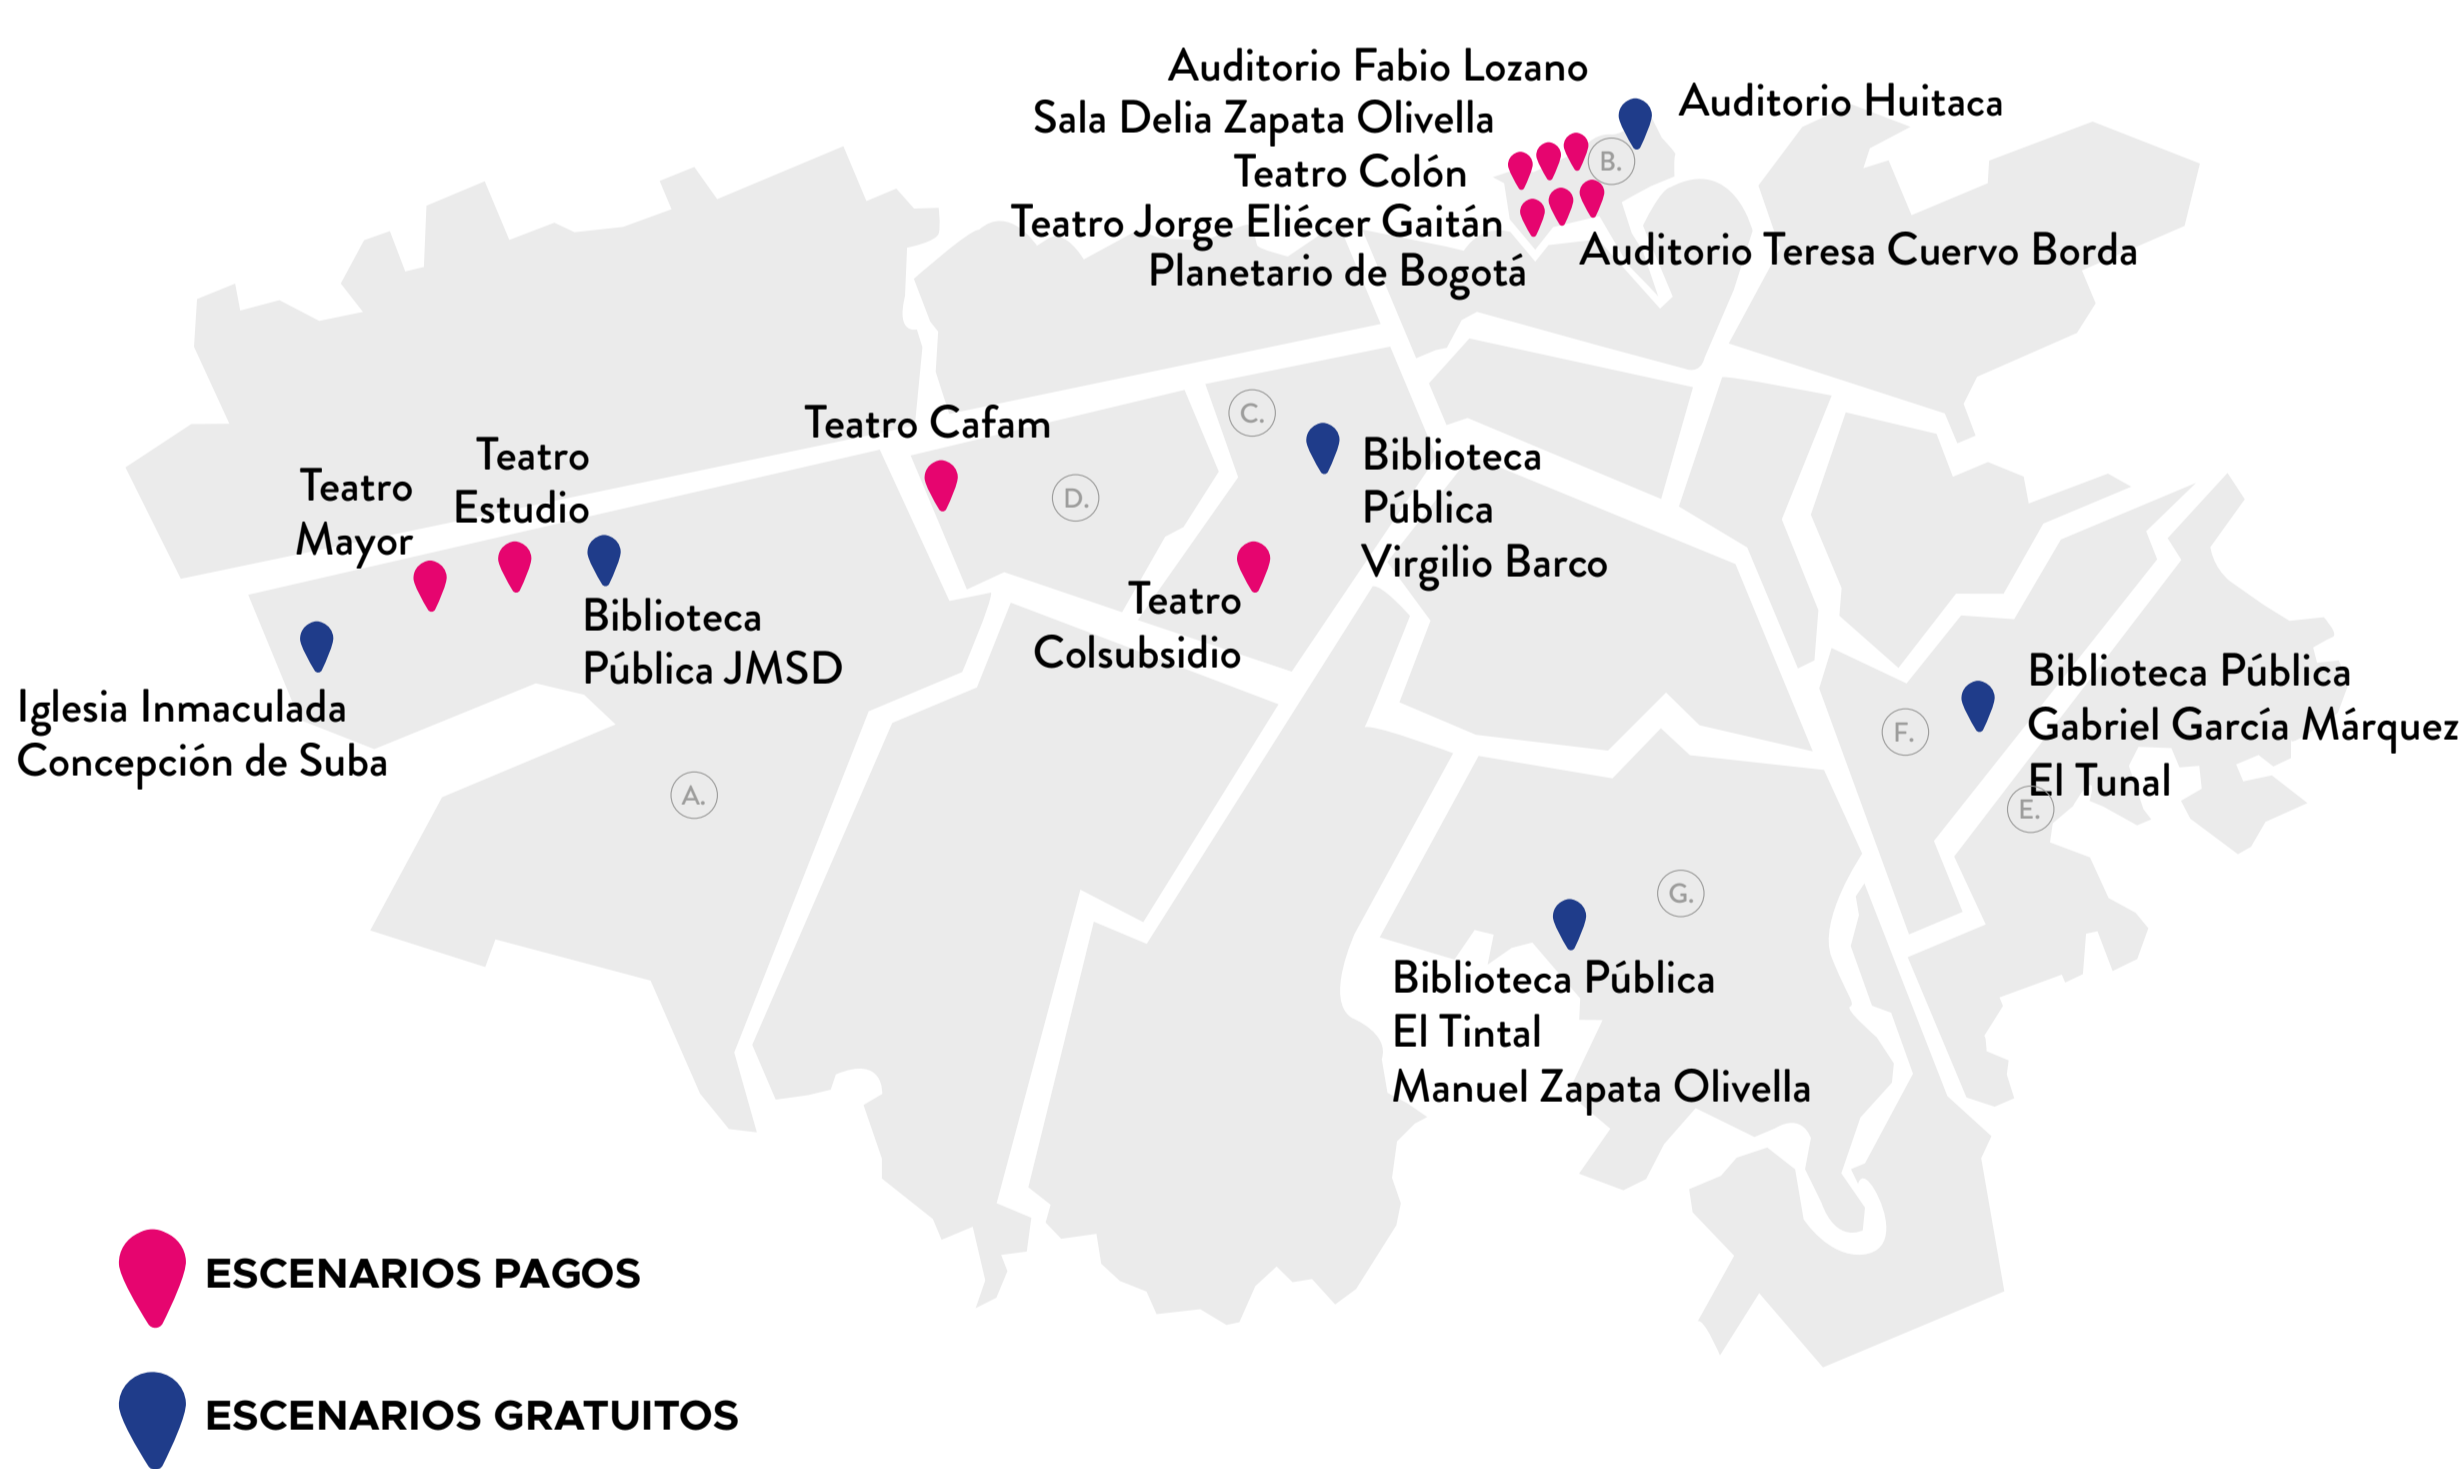 Auditorio Fabio Lozano
Sala Delia Zapata Olivella
Teatro Colón
Teatro Jorge Eliécer Gaitán
Planetario de Bogotá
Auditorio Huitaca
B.
Auditorio Teresa Cuervo Borda
Teatro Cafam
C.
D.
Biblioteca
Pública
Virgilio Barco
Teatro
Mayor
Teatro
Estudio
Biblioteca
Pública JMSD
Teatro
Colsubsidio
Iglesia Inmaculada
Concepción de Suba
A.
Biblioteca Pública
Gabriel García Márquez
El Tunal
F.
E.
G.
Biblioteca Pública
El Tintal
Manuel Zapata Olivella
ESCENARIOS PAGOS
ESCENARIOS GRATUITOS